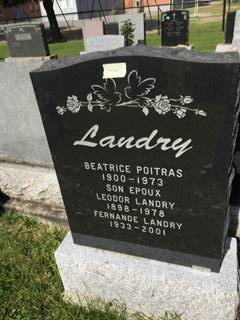 Landry
BEATRICE POITRAS
1900-1973
SON EPOUX
LEODOR LANDRY
1898-1978
FERNANDE LANDRY
1933-2001